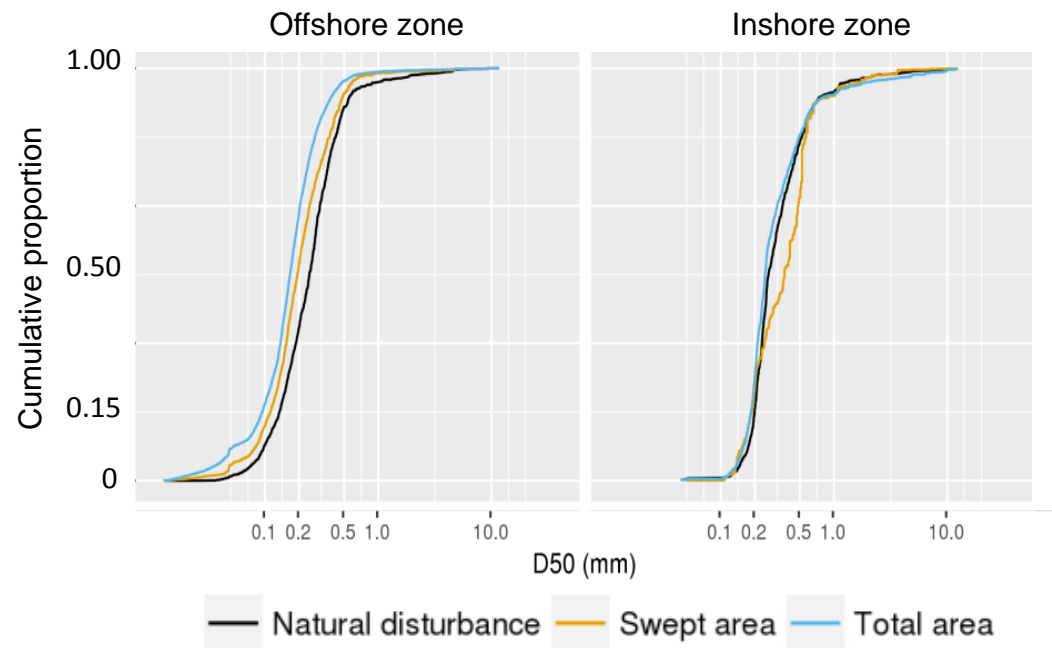 Offshore zone
Inshore zone
Cumulative proportion
1.00
0.50
0.15
0
0.1 0.2 0.5 1.0 10.0
0.1 0.2 0.5 1.0 10.0
D50 (mm)
Natural disturbance Swept area Total area